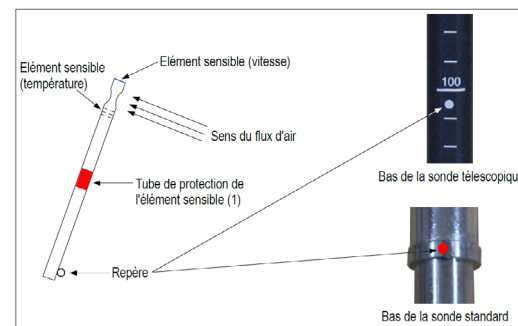 Elément sensible (vitesse)
Elément sensible
(température)
Sens du flux d'air
Tube de protection de
l'élément sensible (1)
Repère
100
Bas de la sonde télescopiqu
Bas de la sonde standard